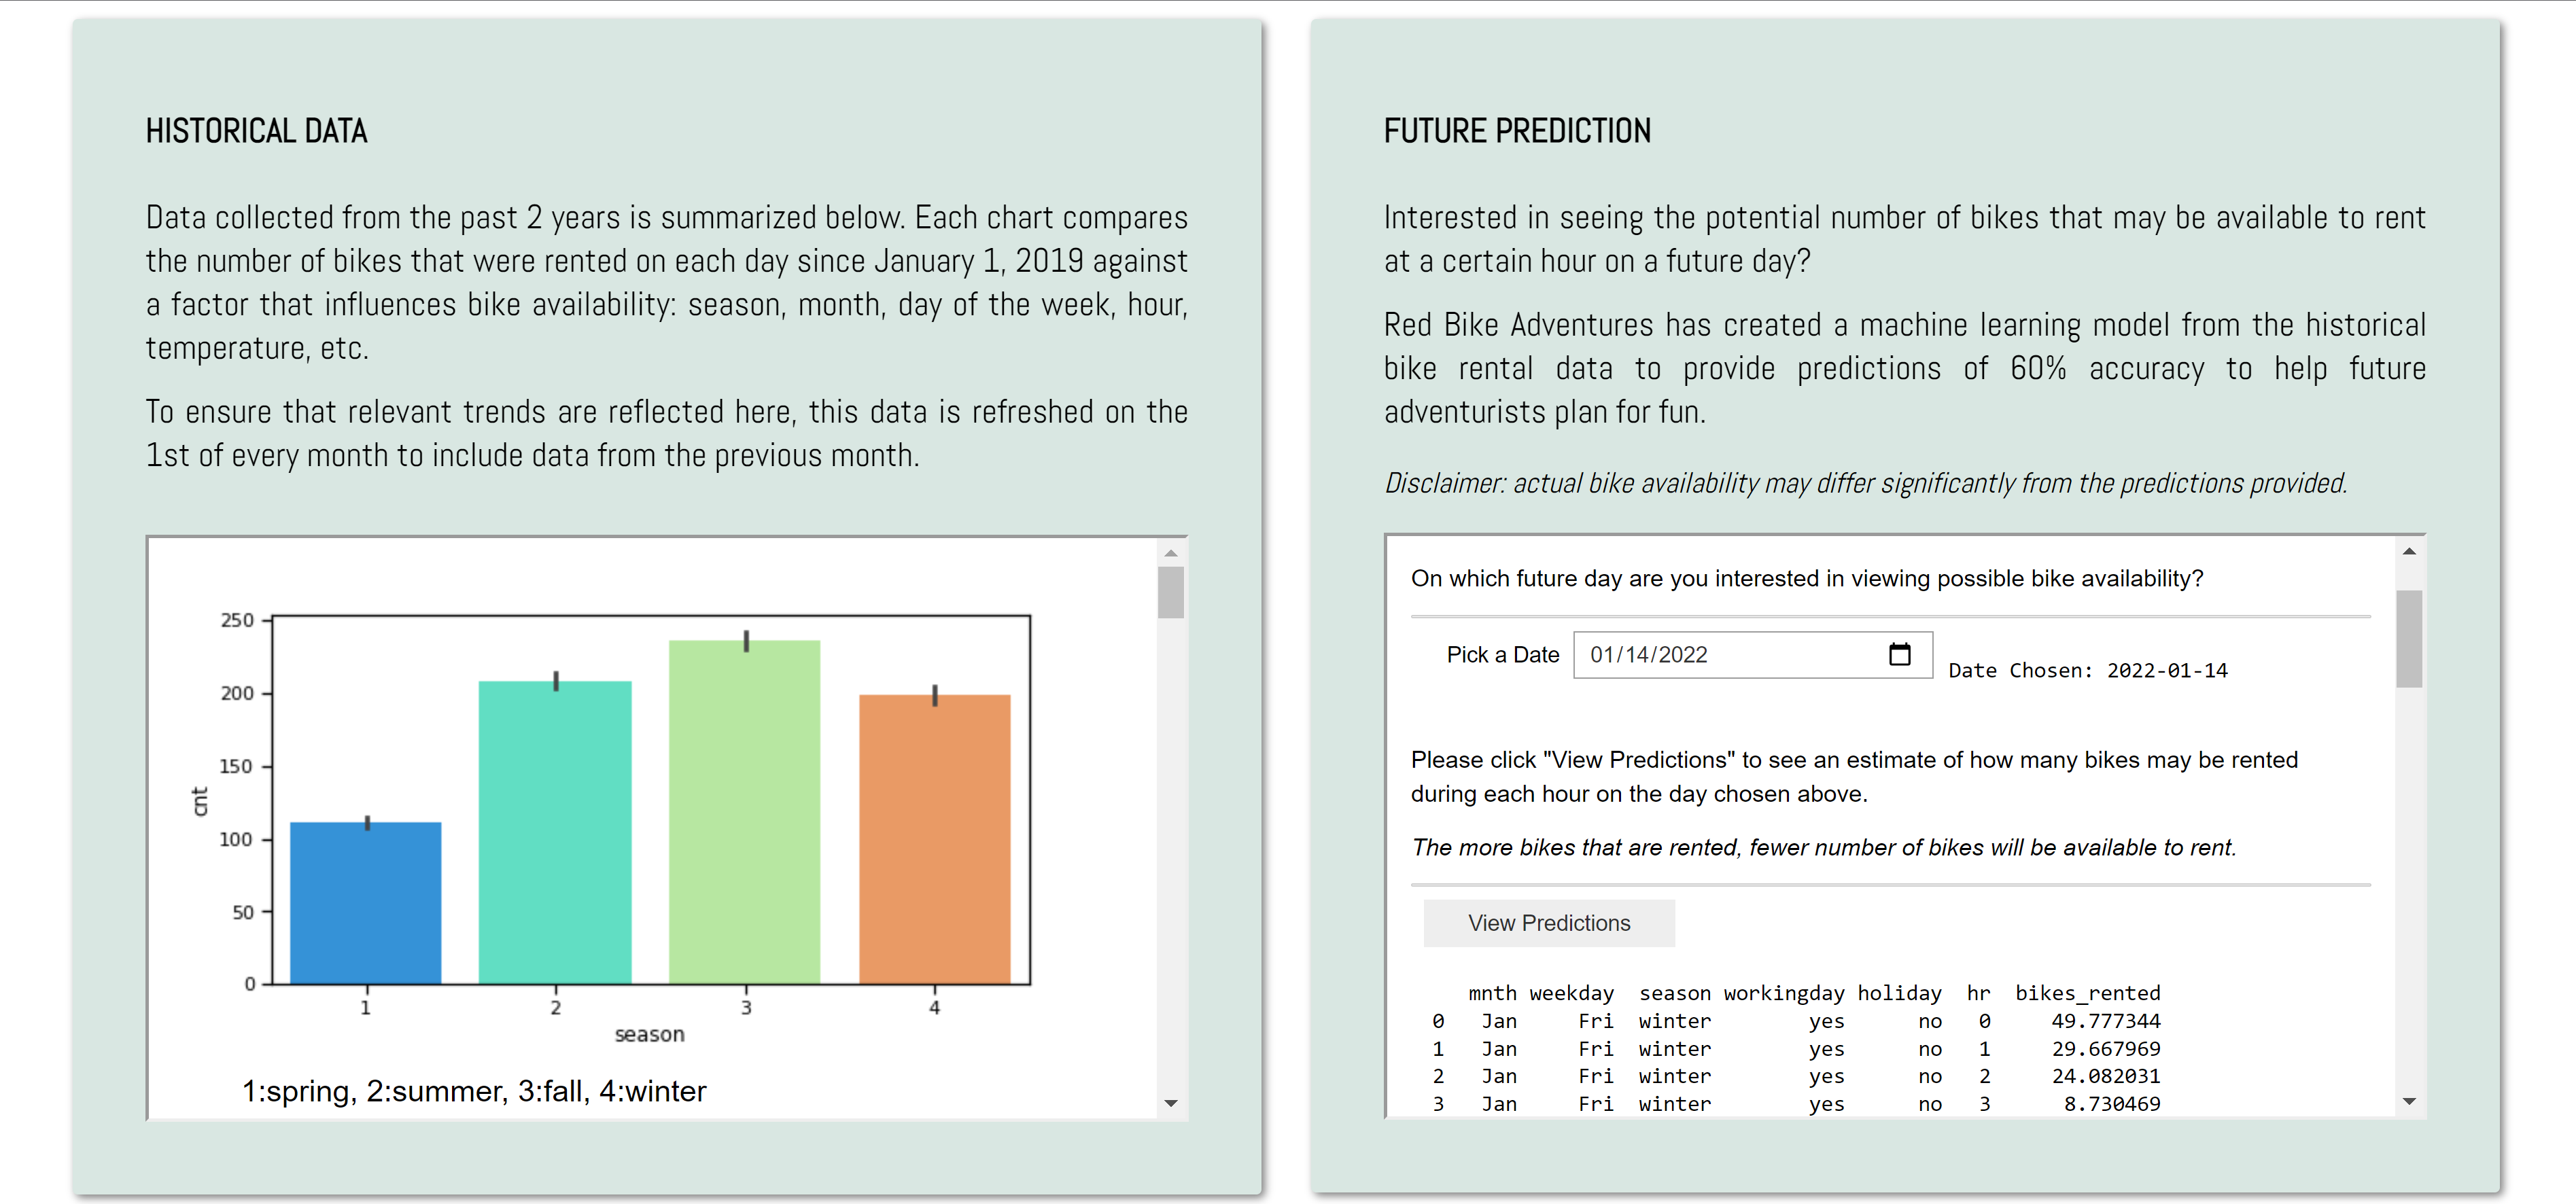 HISTORICAL DATA
Data collected from the past 2 years is summarized below. Each chart compares
the number of bikes that were rented on each day since January 1, 2019 against
a factor that influences bike availability: season, month, day of the week, hour,
temperature, etc.
To ensure that relevant trends are reflected here, this data is refreshed on the
1st of every month to include data from the previous month.
250
200
150
100
50
0
cnt
1 2 3 4
season
1:spring, 2:summer, 3:fall, 4:winter
FUTURE PREDICTION
Interested in seeing the potential number of bikes that may be available to rent
at a certain hour on a future day?
Red Bike Adventures has created a machine learning model from the historical
bike rental data to provide predictions of 60% accuracy to help future
adventurists plan for fun.
Disclaimer: actual bike availability may differ significantly from the predictions provided.
On which future day are you interested in viewing possible bike availability?
Pick a Date 01/14/2022 Date Chosen: 2022-01-14
Please click "View Predictions" to see an estimate of how many bikes may be rented
during each hour on the day chosen above.
The more bikes that are rented, fewer number of bikes will be available to rent.
View Predictions
mnth weekday season workingday holiday hr bikes_rented
0 Jan Fri winter yes no 0 49.777344
1 Jan Fri winter yes no 1 29.667969
2 Jan Fri winter yes no 2 24.082031
3 Jan Fri winter yes no 3 8.730469